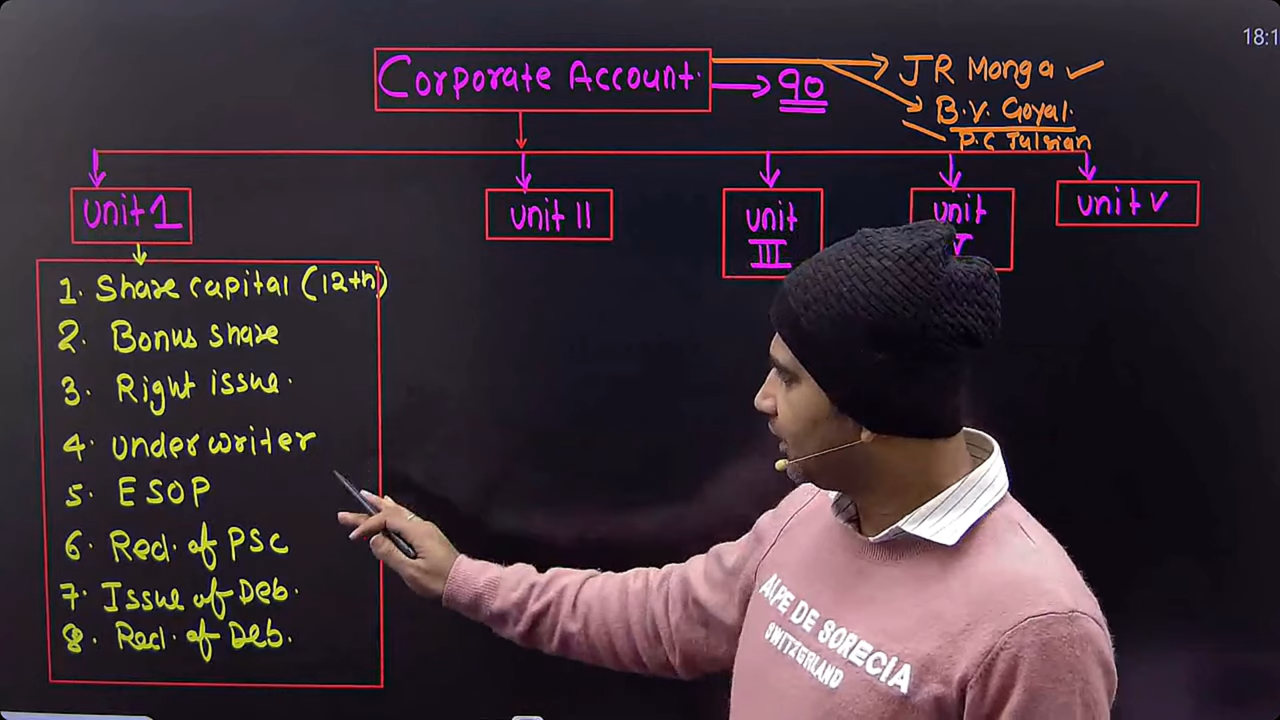 18:1
Corporate Account.
90
JR Monga ✓
B.V. Goyal.
P.C Tulsian
unit 1
unit II
unit III
unit V
unit V
1. Share capital (12th)
2. Bonus share
3. Right issue.
4. underwriter
5. ESOP
6. Red. of PSC
7. Issue of Deb.
8. Red. of Deb.
ALPE DE SORECIA
SWITZGRLAND